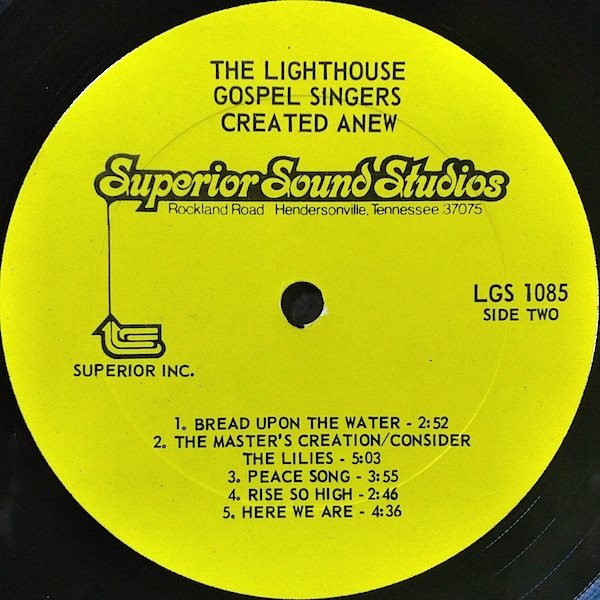 THE LIGHTHOUSE
GOSPEL SINGERS
CREATED ANEW
Superior Sound Studios
Rockland Road Hendersonville, Tennessee 37075
LGS 1085
SIDE TWO
SUPERIOR INC.
1. BREAD UPON THE WATER - 2:52
2. THE MASTER'S CREATION/CONSIDER
THE LILIES - 5:03
3. PEACE SONG - 3:55
4. RISE SO HIGH - 2:46
5. HERE WE ARE - 4:36